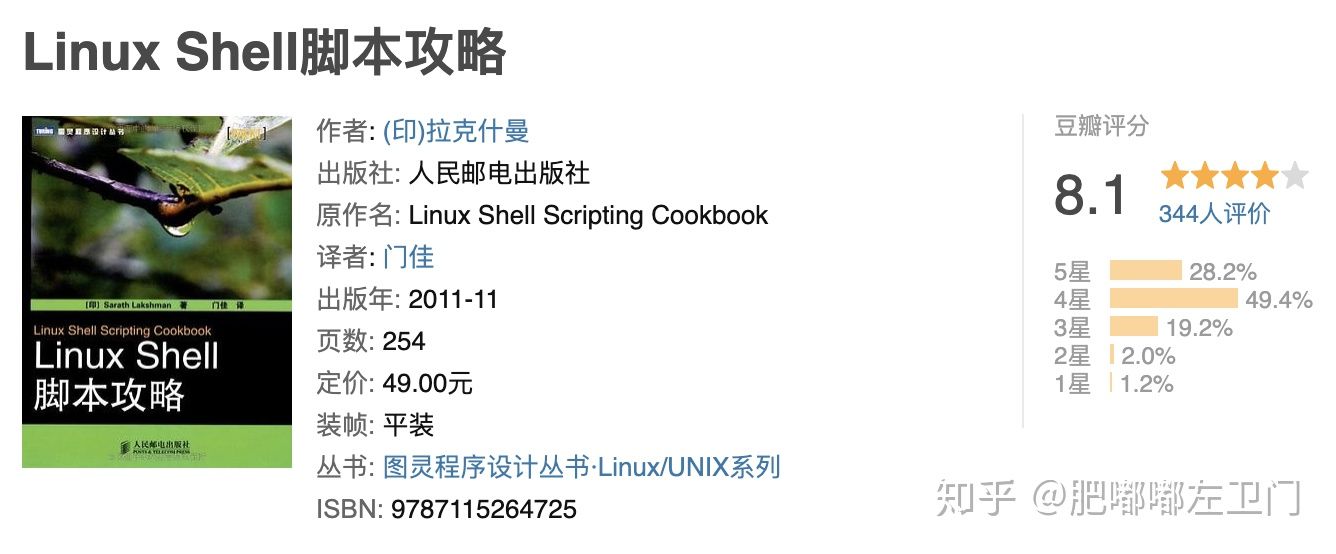 Linux Shell脚本攻略
TURING 图灵程序设计丛书
[印] Sarath Lakshman 著 门佳 译
Linux Shell Scripting Cookbook
Linux Shell
脚本攻略
人民邮电出版社
POSTS & TELECOM PRESS
作者: (印)拉克什曼
出版社: 人民邮电出版社
原作名: Linux Shell Scripting Cookbook
译者: 门佳
出版年: 2011-11
页数: 254
定价: 49.00元
装帧: 平装
丛书: 图灵程序设计丛书·Linux/UNIX系列
ISBN: 9787115264725
豆瓣评分
8.1
344人评价
5星 28.2%
4星 49.4%
3星 19.2%
2星 2.0%
1星 1.2%
知乎 @肥嘟嘟左卫门